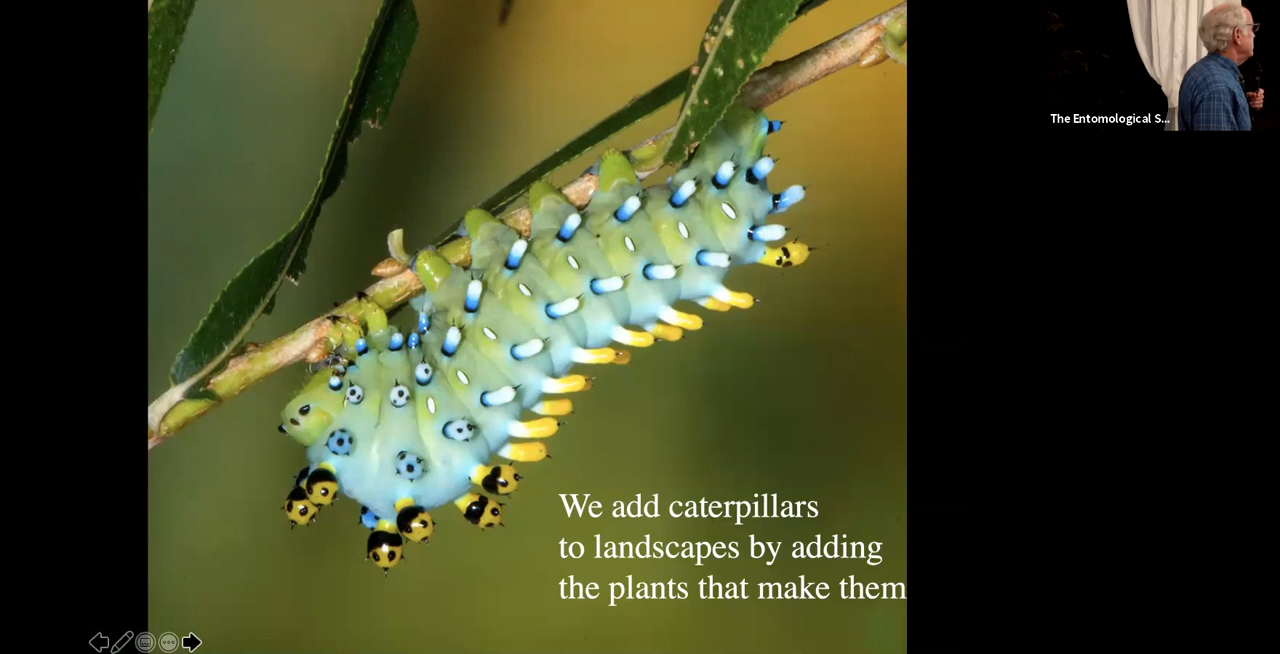 The Entomological S...
We add caterpillars
to landscapes by adding
the plants that make them